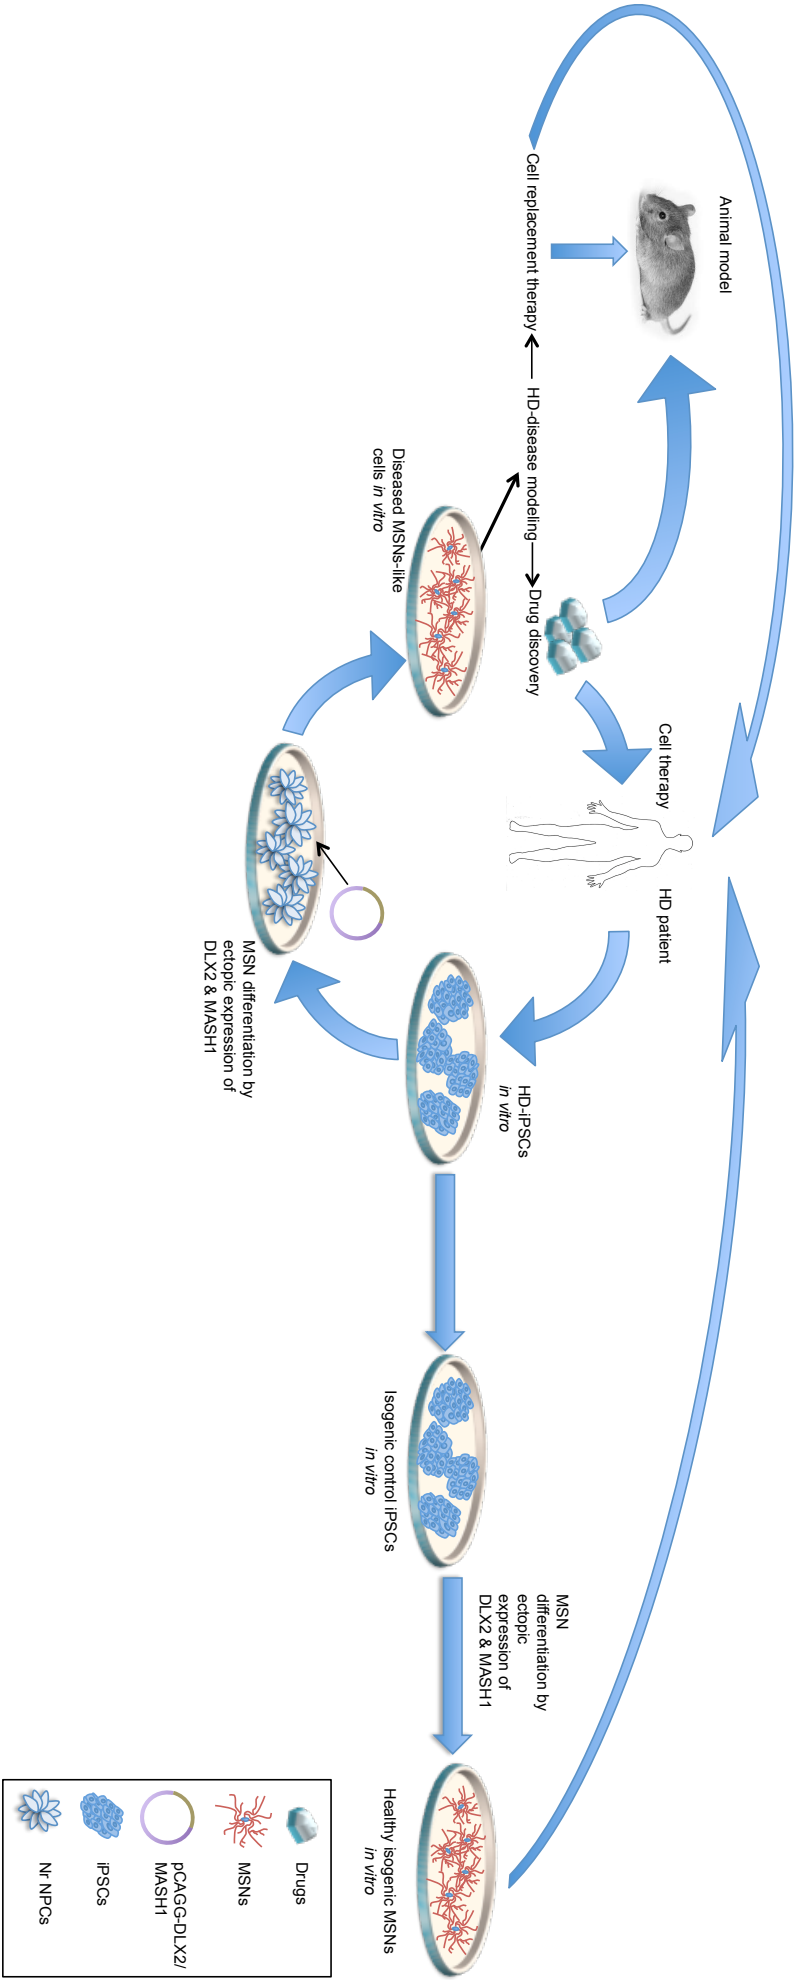 Animal model
Cell replacement therapy
HD-disease modeling
Drug discovery
Cell therapy
HD patient
Diseased MSNs-like
cells in vitro
HD-iPSCs
in vitro
MSN differentiation by
ectopic expression of
DLX2 & MASH1
Isogenic control iPSCs
in vitro
MSN
differentiation by
ectopic
expression of
DLX2 & MASH1
Healthy isogenic MSNs
in vitro
Drugs
MSNs
pCAGG-DLX2/
MASH1
iPSCs
Nr NPCs